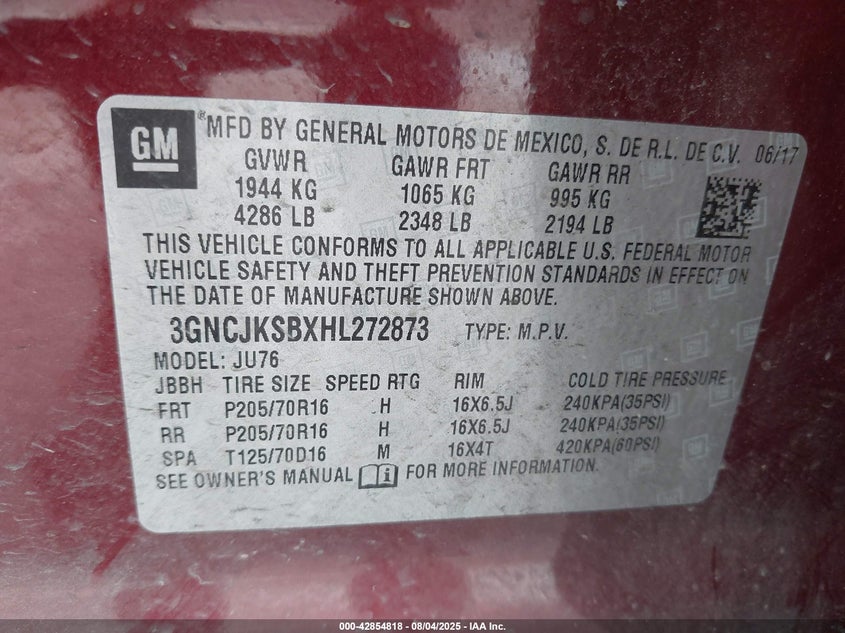 GM
® MFD BY GENERAL MOTORS DE MEXICO, S. DE R.L. DE C.V. 06/17
GVWR GAWR FRT GAWR RR
1944 KG 1065 KG 995 KG
4286 LB 2348 LB 2194 LB
THIS VEHICLE CONFORMS TO ALL APPLICABLE U.S. FEDERAL MOTOR
VEHICLE SAFETY AND THEFT PREVENTION STANDARDS IN EFFECT ON
THE DATE OF MANUFACTURE SHOWN ABOVE.
3GNCJKSBXHL272873 TYPE: M.P.V.
MODEL: JU76
JBBH TIRE SIZE SPEED RTG RIM COLD TIRE PRESSURE
FRT P205/70R16 H 16X6.5J 240KPA(35PSI)
RR P205/70R16 H 16X6.5J 240KPA(35PSI)
SPA T125/70D16 M 16X4T 420KPA(60PSI)
SEE OWNER'S MANUAL i FOR MORE INFORMATION.
000-42854818 - 08/04/2025 - IAA Inc.